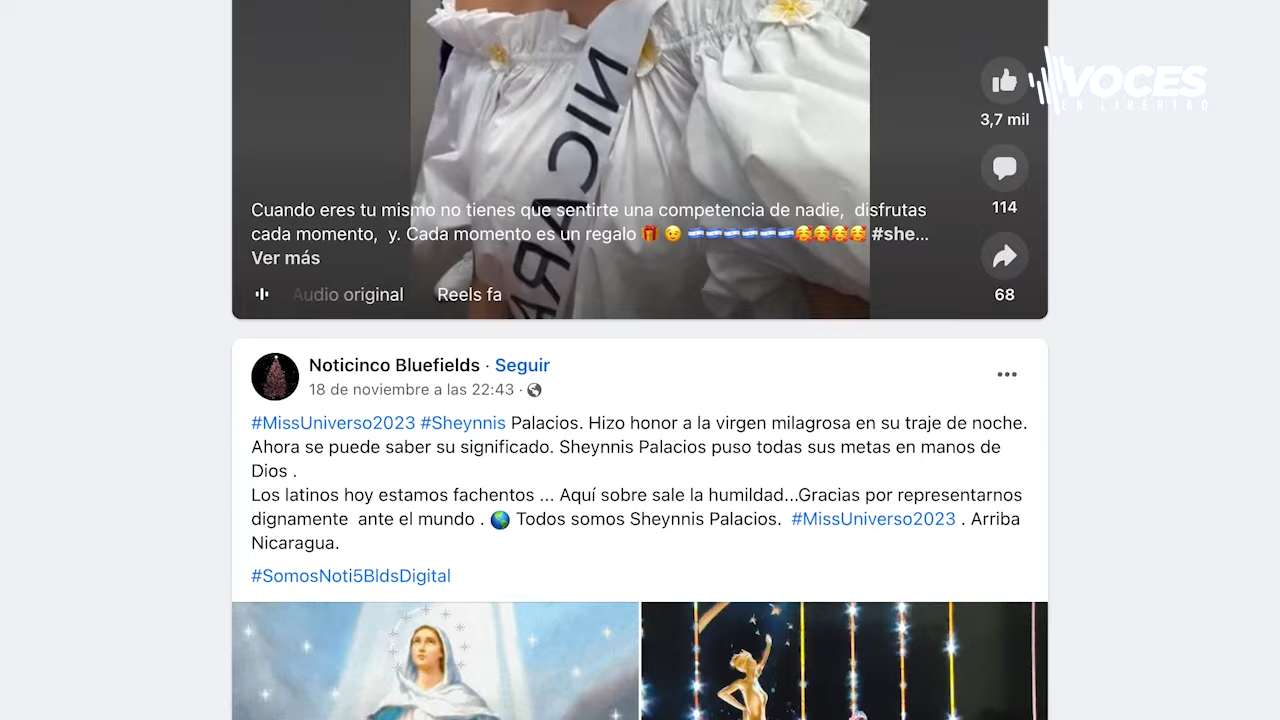 VOCES
EN LIBERTAD
NICARA
3,7 mil
114
Cuando eres tu mismo no tienes que sentirte una competencia de nadie, disfrutas
cada momento, y. Cada momento es un regalo 🎁 😉 🇳🇮🇳🇮🇳🇮🇳🇮🇳🇮🇳🇮🥰🥰🥰🥰 #she...
Ver más
Audio original Reels fa
68
Noticinco Bluefields · Seguir
18 de noviembre a las 22:43 ·
#MissUniverso2023 #Sheynnis Palacios. Hizo honor a la virgen milagrosa en su traje de noche.
Ahora se puede saber su significado. Sheynnis Palacios puso todas sus metas en manos de
Dios .
Los latinos hoy estamos fachentos ... Aquí sobre sale la humildad...Gracias por representarnos
dignamente ante el mundo . 🌎 Todos somos Sheynnis Palacios. #MissUniverso2023 . Arriba
Nicaragua.
#SomosNoti5BldsDigital